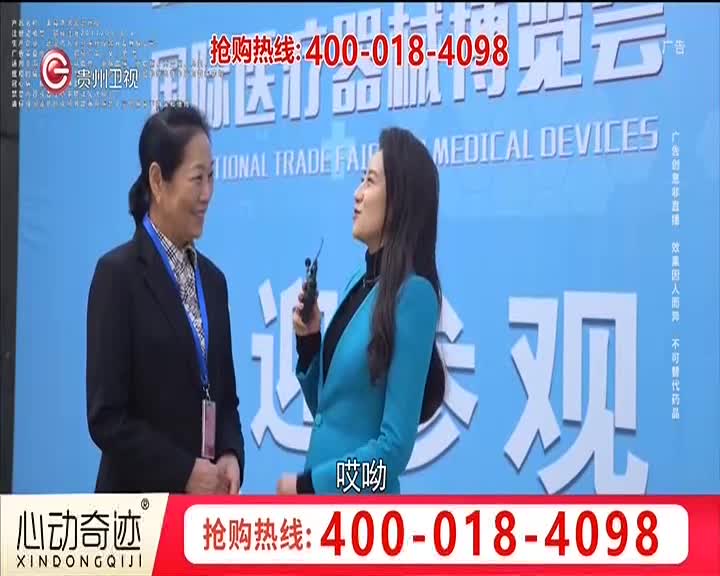 抢购热线: 400-018-4098
广告
贵州卫视
国际医疗器械博览会
TIONAL TRADE FAIR MEDICAL DEVICES
广告创意非直播 效果因人而异 不可替代药品
迎参观
哎呦
心动奇迹®
XINDONGQIJI
抢购热线: 400-018-4098